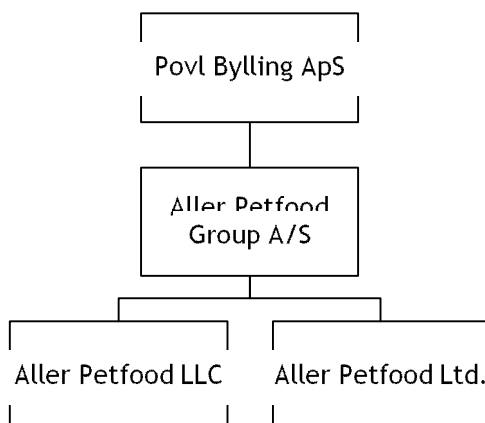 Povl Bylling ApS
Aller Petfood
Group A/S
Aller Petfood LLC
Aller Petfood Ltd.